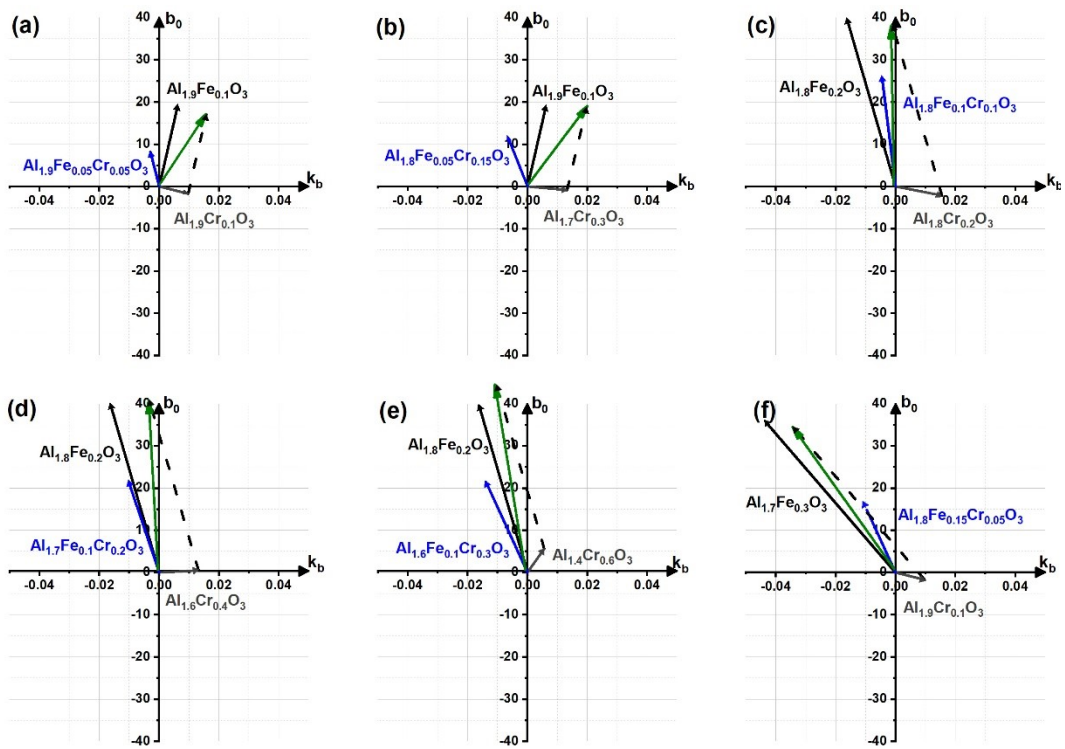 (a)
b₀
40
30
Al₁.₉Fe₀.₁O₃
20
10
Al₁.₉Fe₀.₀₅Cr₀.₀₅O₃
0
k_b
-0.04 -0.02 0.00 0.02 0.04
Al₁.₉Cr₀.₁O₃
-10
-20
-30
-40
(b)
b₀
40
30
Al₁.₉Fe₀.₁O₃
20
10
Al₁.₈Fe₀.₀₅Cr₀.₁₅O₃
0
k_b
-0.04 -0.02 0.00 0.02 0.04
Al₁.₇Cr₀.₃O₃
-10
-20
-30
-40
(c)
b₀
40
30
Al₁.₈Fe₀.₂O₃
20
Al₁.₈Fe₀.₁Cr₀.₁O₃
10
0
k_b
-0.04 -0.02 0.00 0.02 0.04
Al₁.₈Cr₀.₂O₃
-10
-20
-30
-40
(d)
b₀
40
30
Al₁.₈Fe₀.₂O₃
20
10
Al₁.₇Fe₀.₁Cr₀.₂O₃
0
k_b
-0.04 -0.02 0.00 0.02 0.04
Al₁.₆Cr₀.₄O₃
-10
-20
-30
-40
(e)
b₀
40
30
Al₁.₈Fe₀.₂O₃
20
10
Al₁.₆Fe₀.₁Cr₀.₃O₃
Al₁.₄Cr₀.₆O₃
0
k_b
-0.04 -0.02 0.00 0.02 0.04
-10
-20
-30
-40
(f)
b₀
40
30
20
Al₁.₇Fe₀.₃O₃
10
Al₁.₈Fe₀.₁₅Cr₀.₀₅O₃
0
k_b
-0.04 -0.02 0.00 0.02 0.04
Al₁.₉Cr₀.₁O₃
-10
-20
-30
-40